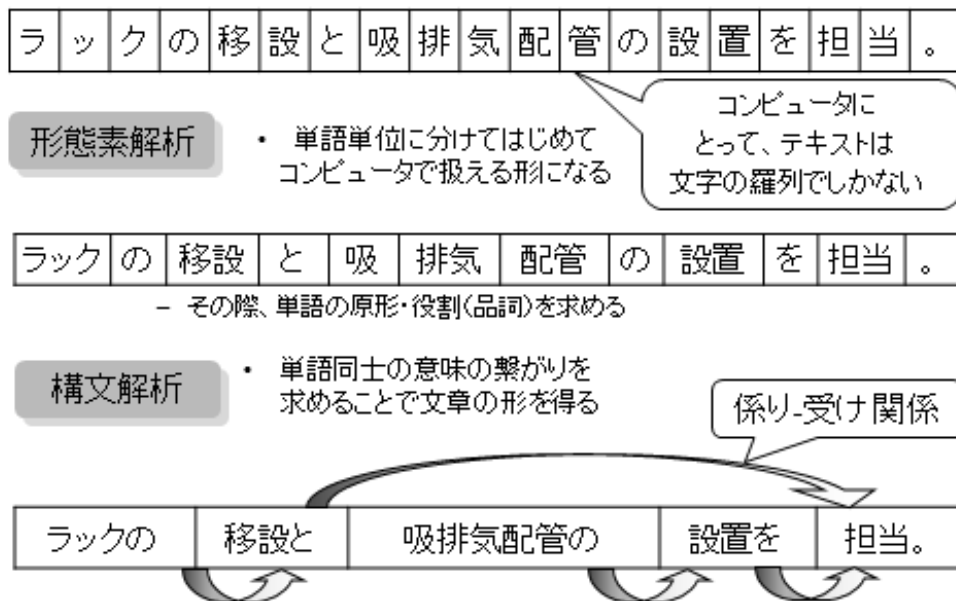 ラックの移設と吸排気配管の設置を担当。
コンピュータに
とって、テキストは
文字の羅列でしかない
形態素解析
・ 単語単位に分けてはじめて
コンピュータで扱える形になる
ラック の 移設 と 吸 排気 配管 の 設置 を 担当 。
– その際、単語の原形・役割(品詞)を求める
構文解析
・ 単語同士の意味の繋がりを
求めることで文章の形を得る
係り-受け関係
ラックの 移設と 吸排気配管の 設置を 担当。